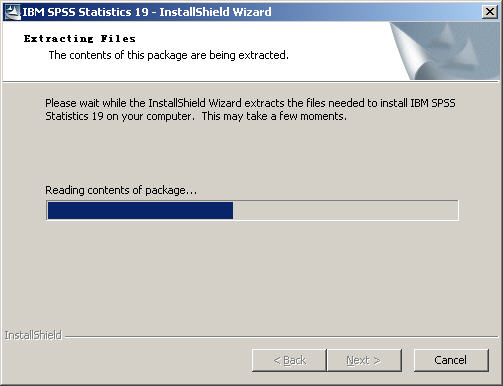 IBM SPSS Statistics 19 - InstallShield Wizard
Extracting Files
The contents of this package are being extracted.
Please wait while the InstallShield Wizard extracts the files needed to install IBM SPSS
Statistics 19 on your computer.  This may take a few moments.
Reading contents of package...
InstallShield
< Back
Next >
Cancel